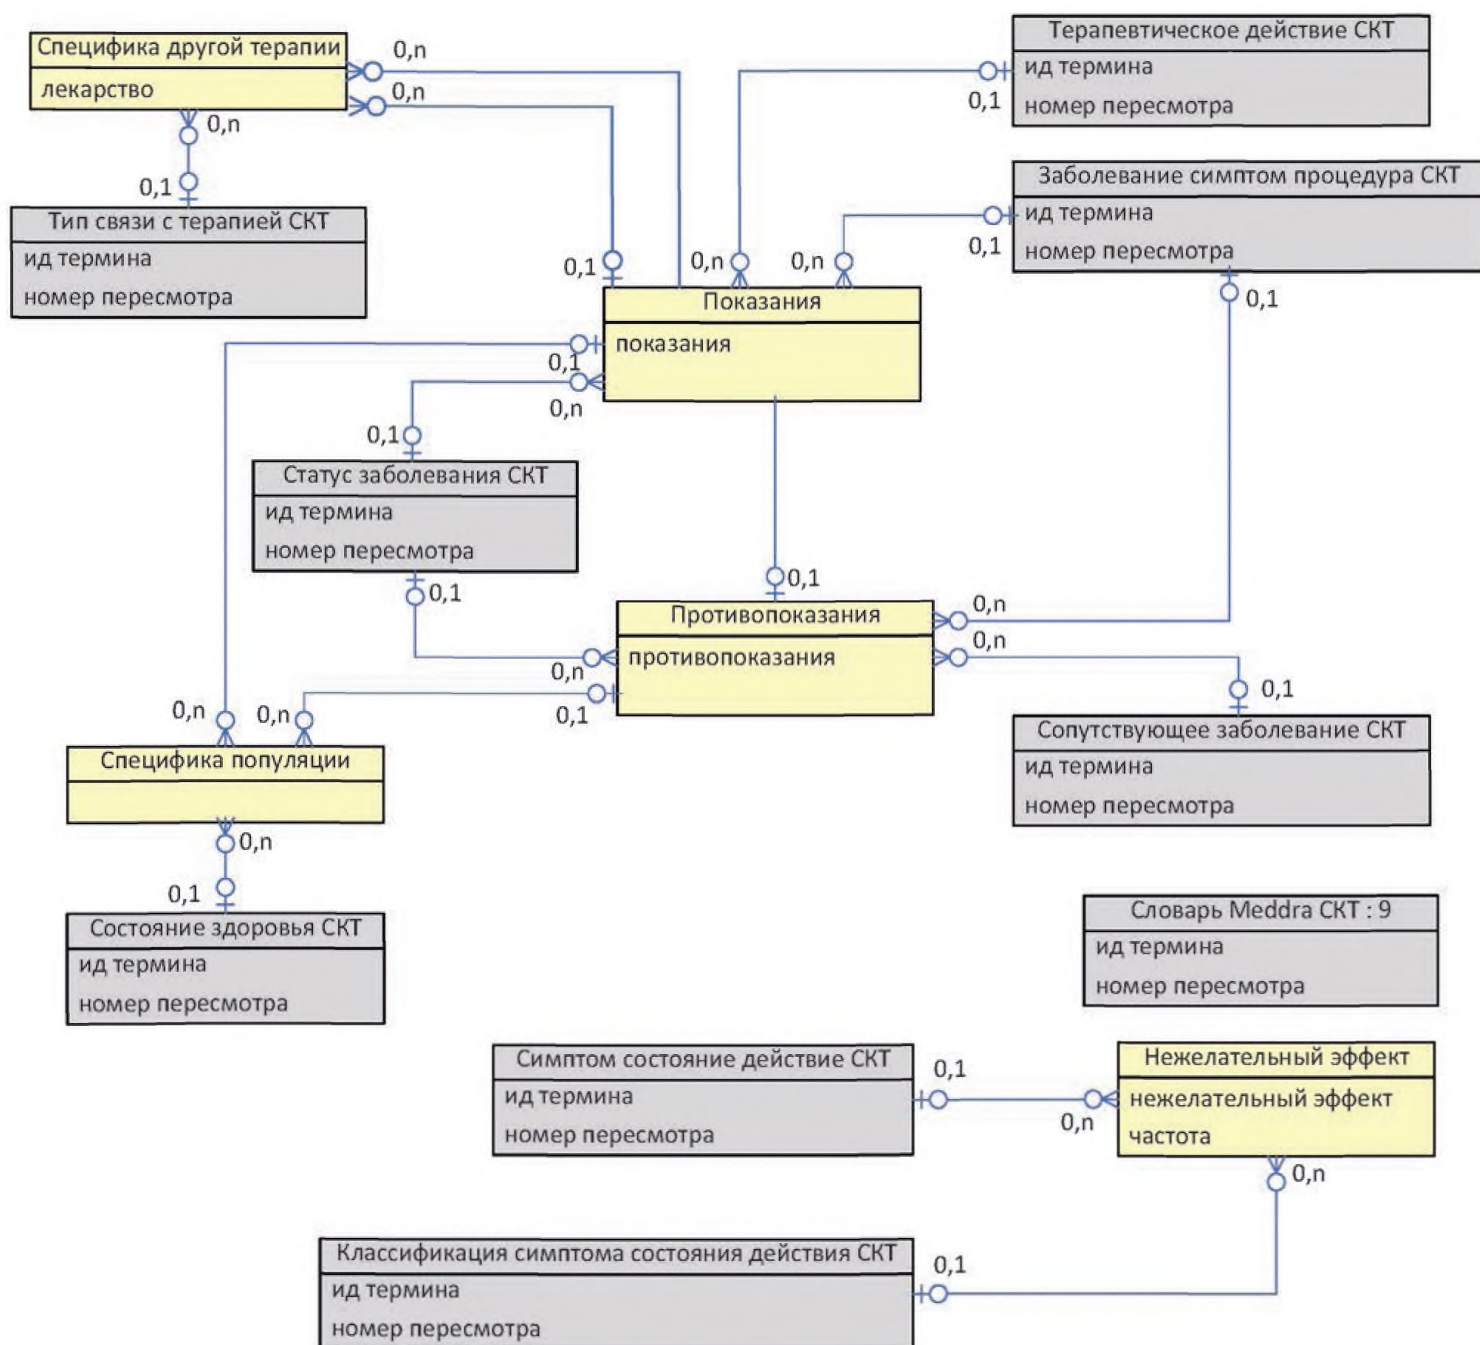 Специфика другой терапии
лекарство
0,n
0,n
0,n
0,1
Тип связи с терапией СКТ
ид термина
номер пересмотра
Терапевтическое действие СКТ
ид термина
номер пересмотра
0,1
Заболевание симптом процедура СКТ
ид термина
номер пересмотра
0,1
0,1
0,1
0,n
0,n
Показания
показания
0,1
0,n
0,1
Статус заболевания СКТ
ид термина
номер пересмотра
0,1
0,1
Противопоказания
противопоказания
0,n
0,n
0,n
0,1
0,1
Сопутствующее заболевание СКТ
ид термина
номер пересмотра
0,n
0,n
Специфика популяции
0,n
0,1
Состояние здоровья СКТ
ид термина
номер пересмотра
Словарь Meddra СКТ : 9
ид термина
номер пересмотра
Симптом состояние действие СКТ
ид термина
номер пересмотра
0,1
0,n
Нежелательный эффект
нежелательный эффект
частота
0,n
Классификация симптома состояния действия СКТ
ид термина
номер пересмотра
0,1